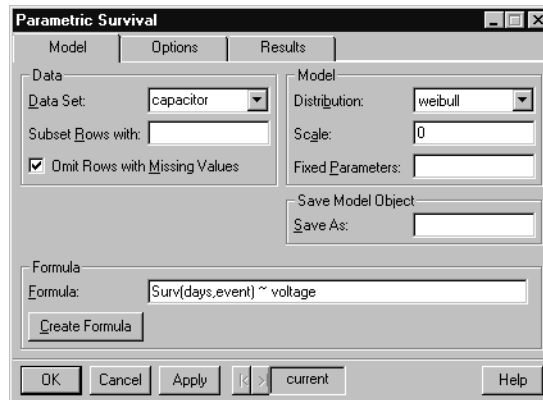 Parametric Survival
Model Options Results
Data
Data Set: capacitor
Subset Rows with:
Omit Rows with Missing Values
Model
Distribution: weibull
Scale: 0
Fixed Parameters:
Save Model Object
Save As:
Formula
Formula: Surv(days,event) ~ voltage
Create Formula
OK Cancel Apply current Help